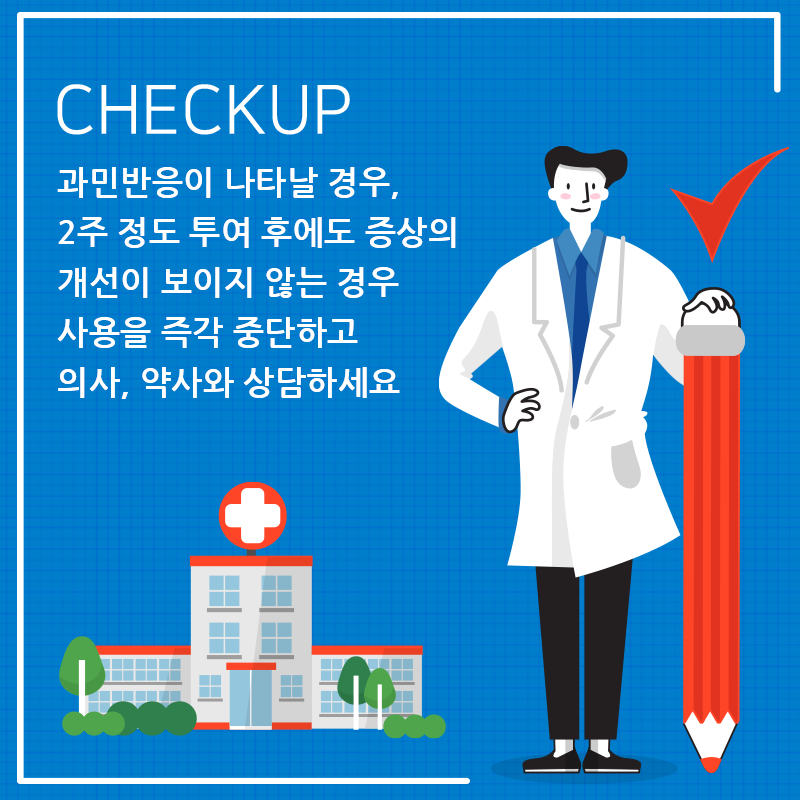 CHECKUP
과민반응이 나타날 경우,
2주 정도 투여 후에도 증상의
개선이 보이지 않는 경우
사용을 즉각 중단하고
의사, 약사와 상담하세요